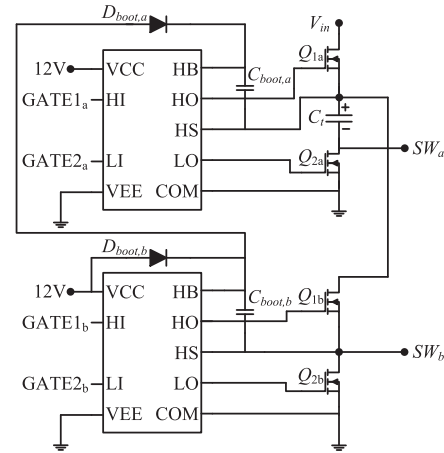 D_boot,a
V_in
12V
VCC
HB
C_boot,a
Q_1a
GATE1_a
HI
HO
HS
C_t
+
−
SW_a
GATE2_a
LI
LO
Q_2a
VEE
COM
D_boot,b
12V
VCC
HB
C_boot,b
Q_1b
GATE1_b
HI
HO
HS
SW_b
GATE2_b
LI
LO
Q_2b
VEE
COM